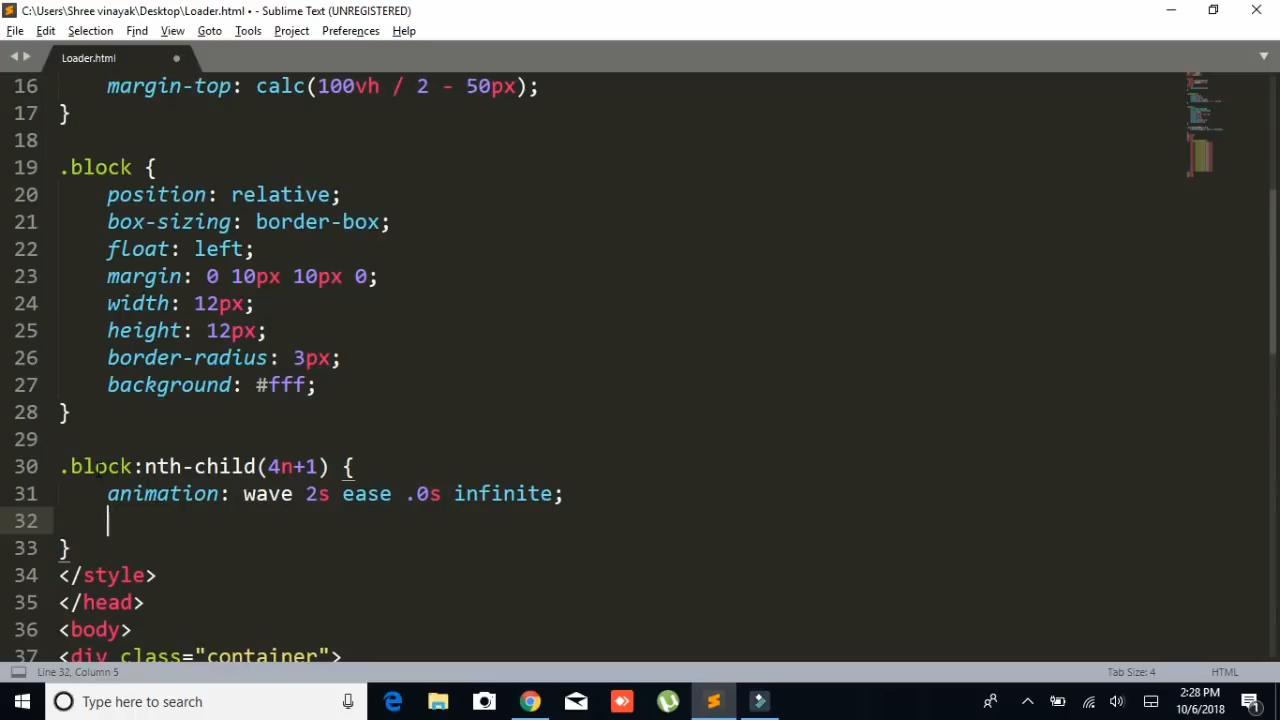 C:\Users\Shree vinayak\Desktop\Loader.html • - Sublime Text (UNREGISTERED)
File Edit Selection Find View Goto Tools Project Preferences Help
Loader.html
16 margin-top: calc(100vh / 2 - 50px);
17 }
18
19 .block {
20 position: relative;
21 box-sizing: border-box;
22 float: left;
23 margin: 0 10px 10px 0;
24 width: 12px;
25 height: 12px;
26 border-radius: 3px;
27 background: #fff;
28 }
29
30 .block:nth-child(4n+1) {
31 animation: wave 2s ease .0s infinite;
32
33 }
34 </style>
35 </head>
36 <body>
37 <div class="container">
Line 32, Column 5 Tab Size: 4 HTML
Type here to search 2:28 PM
10/6/2018 1